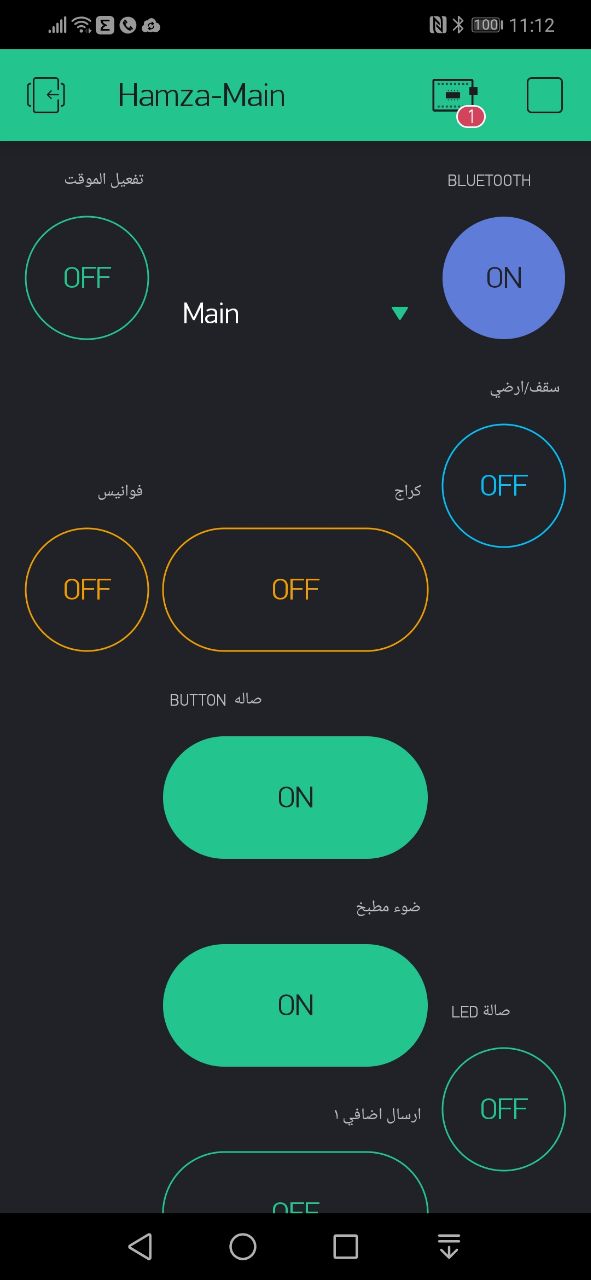 100 11:12
Hamza-Main
1
تفعيل الموقت
BLUETOOTH
OFF
ON
Main
سقف/ارضي
OFF
فوانيس
كراج
OFF
OFF
BUTTON صاله
ON
ضوء مطبخ
ON
صالة LED
OFF
ارسال اضافي ١
OFF